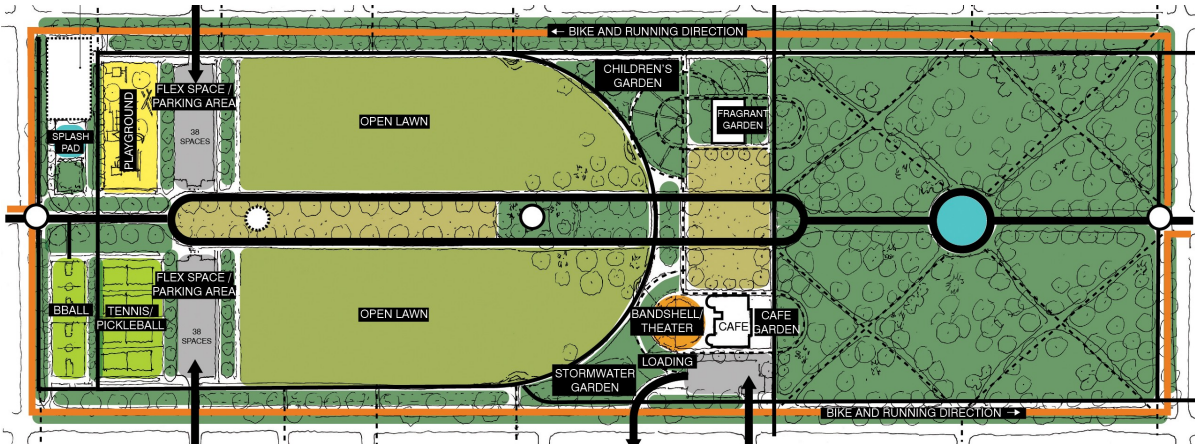 ← BIKE AND RUNNING DIRECTION
CHILDREN'S
GARDEN
FLEX SPACE /
PARKING AREA
PLAYGROUND
FRAGRANT
GARDEN
OPEN LAWN
SPLASH
PAD
38
SPACES
FLEX SPACE /
PARKING AREA
BBALL
TENNIS/
PICKLEBALL
OPEN LAWN
BANDSHELL/
THEATER
CAFE
CAFE
GARDEN
38
SPACES
LOADING
STORMWATER
GARDEN
BIKE AND RUNNING DIRECTION →